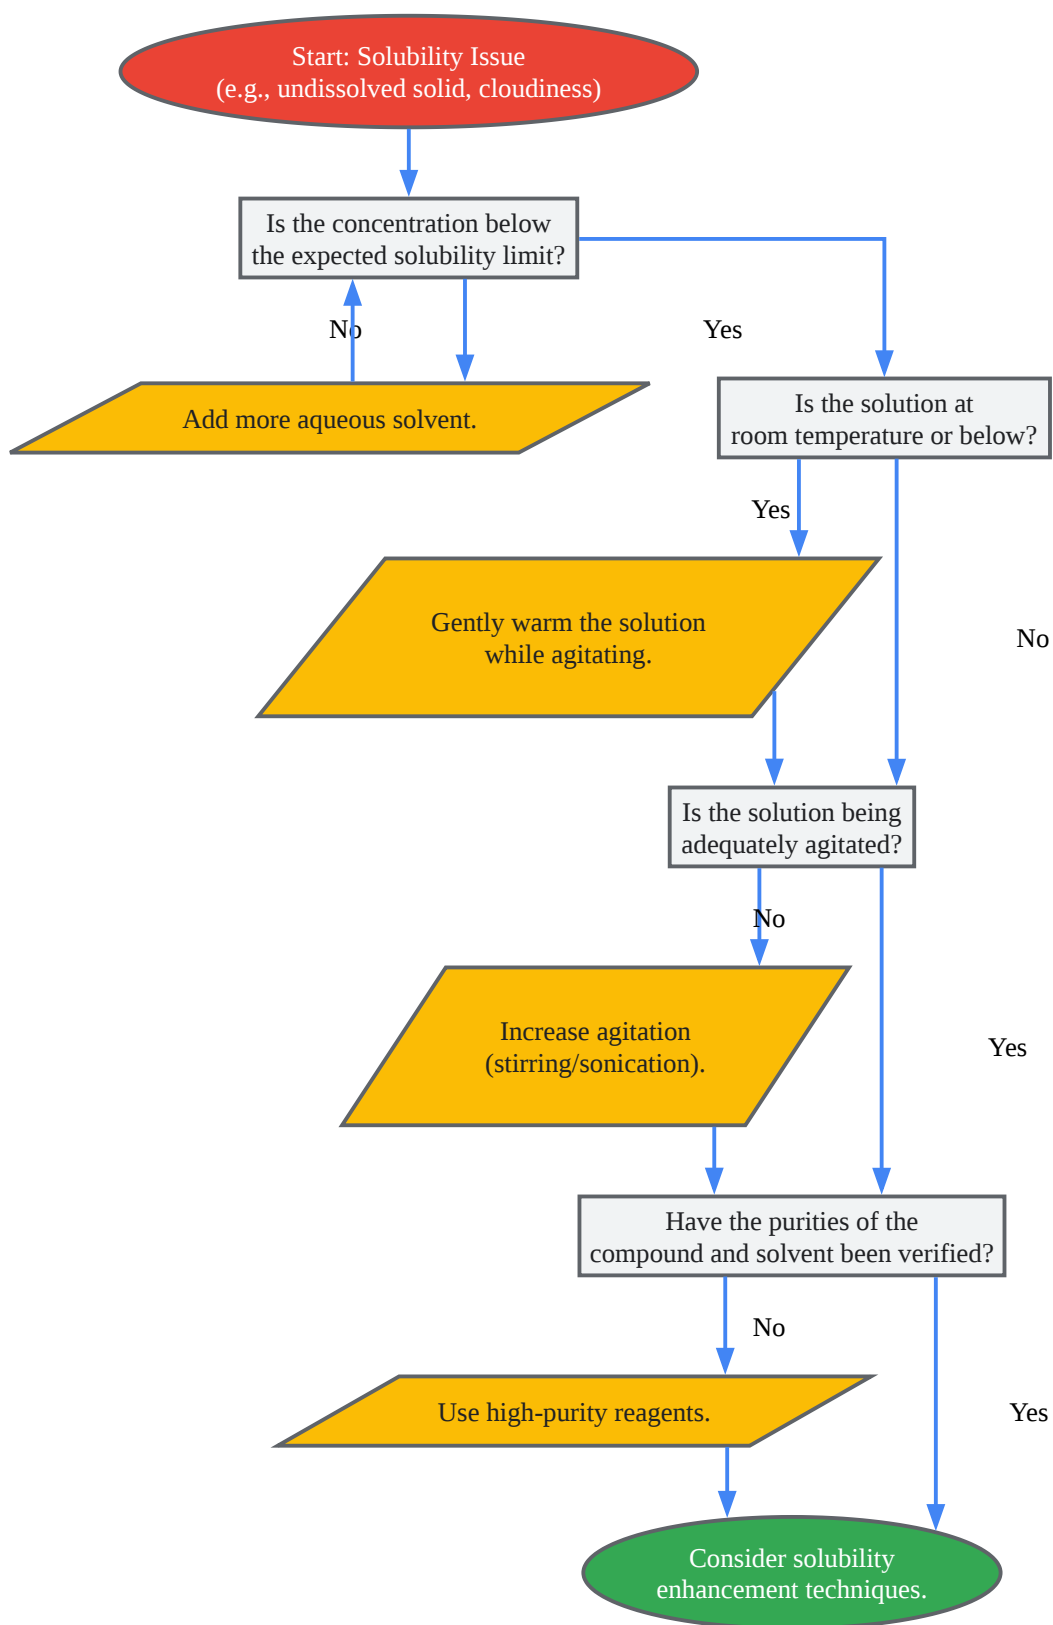 Start: Solubility Issue
(e.g., undissolved solid, cloudiness)
Is the concentration below
the expected solubility limit?
No
Yes
Add more aqueous solvent.
Is the solution at
room temperature or below?
Yes
Gently warm the solution
while agitating.
No
Is the solution being
adequately agitated?
No
Increase agitation
(stirring/sonication).
Yes
Have the purities of the
compound and solvent been verified?
No
Use high-purity reagents.
Yes
Consider solubility
enhancement techniques.